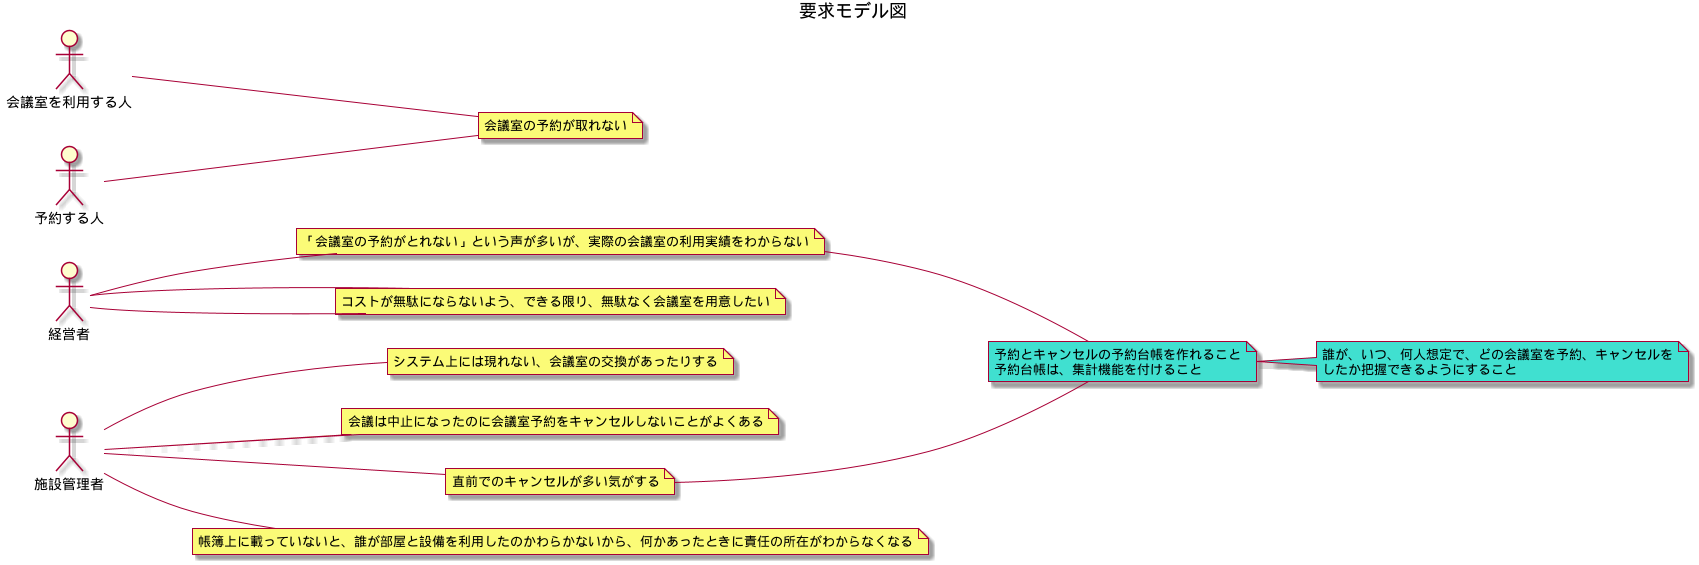 要求モデル図
会議室を利用する人
会議室の予約が取れない
予約する人
「会議室の予約がとれない」という声が多いが、実際の会議室の利用実績をわからない
経営者
コストが無駄にならないよう、できる限り、無駄なく会議室を用意したい
システム上には現れない、会議室の交換があったりする
予約とキャンセルの予約台帳を作れること
予約台帳は、集計機能を付けること
誰が、いつ、何人想定で、どの会議室を予約、キャンセルを
したか把握できるようにすること
会議は中止になったのに会議室予約をキャンセルしないことがよくある
施設管理者
直前でのキャンセルが多い気がする
帳簿上に載っていないと、誰が部屋と設備を利用したのかわらかないから、何かあったときに責任の所在がわからなくなる